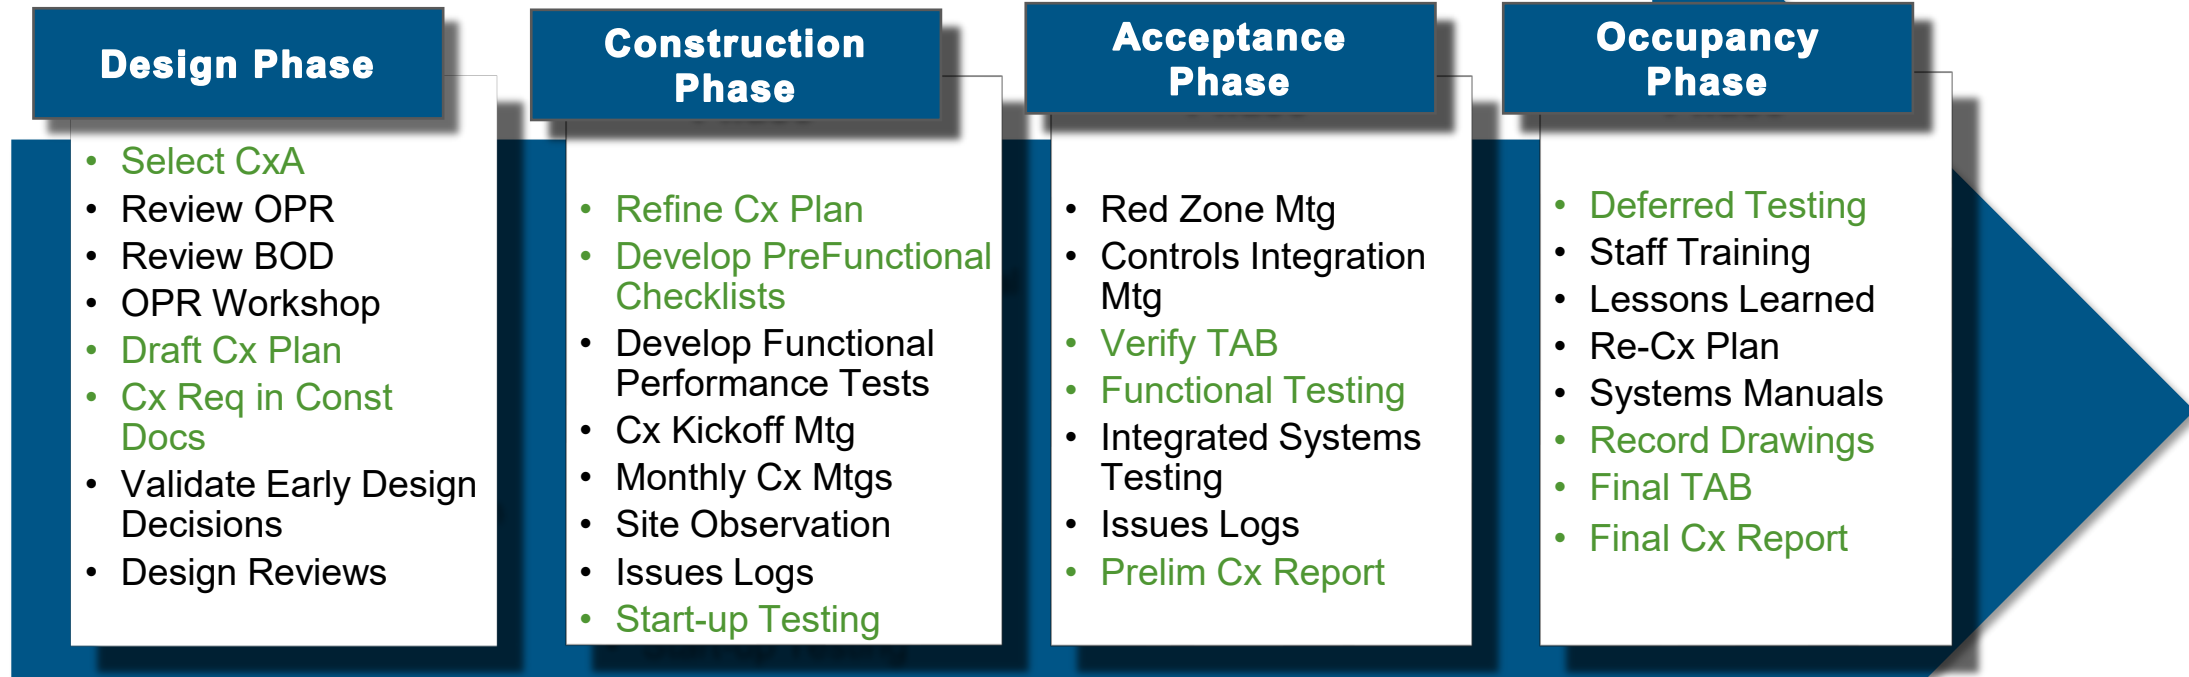 Design Phase
• Select CxA
• Review OPR
• Review BOD
• OPR Workshop
• Draft Cx Plan
• Cx Req in Const
Docs
• Validate Early Design
Decisions
• Design Reviews
Construction
Phase
• Refine Cx Plan
• Develop PreFunctional
Checklists
• Develop Functional
Performance Tests
• Cx Kickoff Mtg
• Monthly Cx Mtgs
• Site Observation
• Issues Logs
• Start-up Testing
Acceptance
Phase
• Red Zone Mtg
• Controls Integration
Mtg
• Verify TAB
• Functional Testing
• Integrated Systems
Testing
• Issues Logs
• Prelim Cx Report
Occupancy
Phase
• Deferred Testing
• Staff Training
• Lessons Learned
• Re-Cx Plan
• Systems Manuals
• Record Drawings
• Final TAB
• Final Cx Report